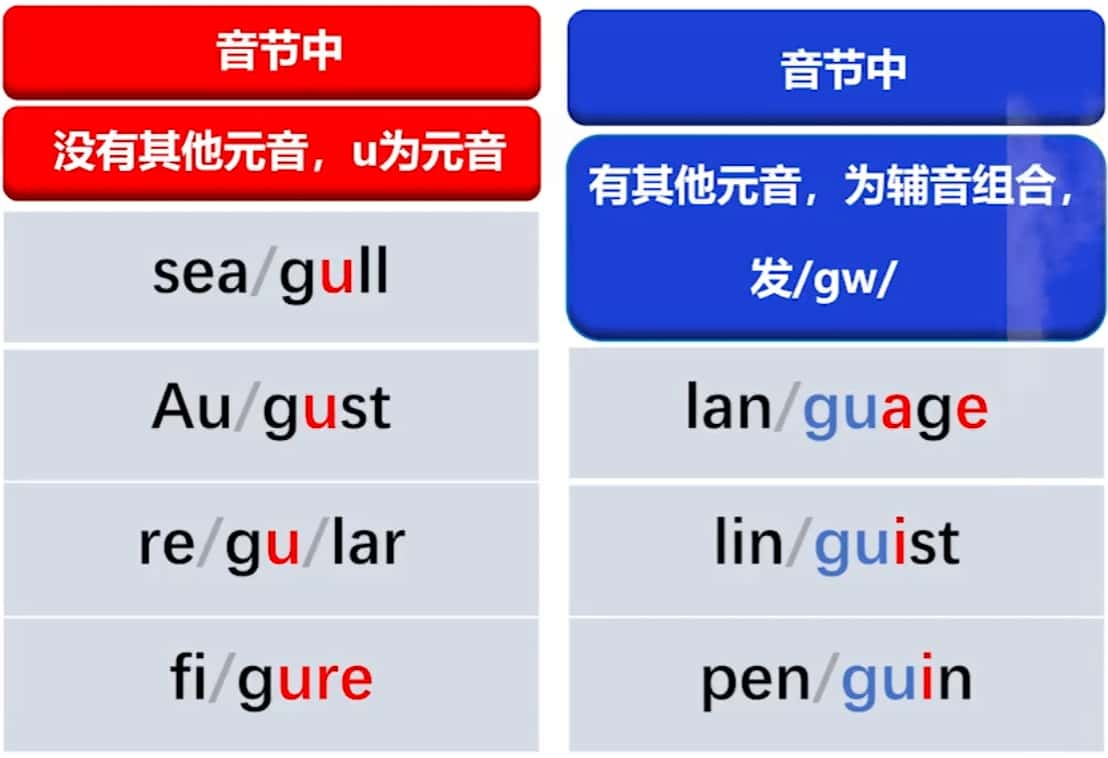 音节中
没有其他元音，u为元音
sea/gull
Au/gust
re/gu/lar
fi/gure
音节中
有其他元音，为辅音组合，
发/gw/
lan/guage
lin/guist
pen/guin